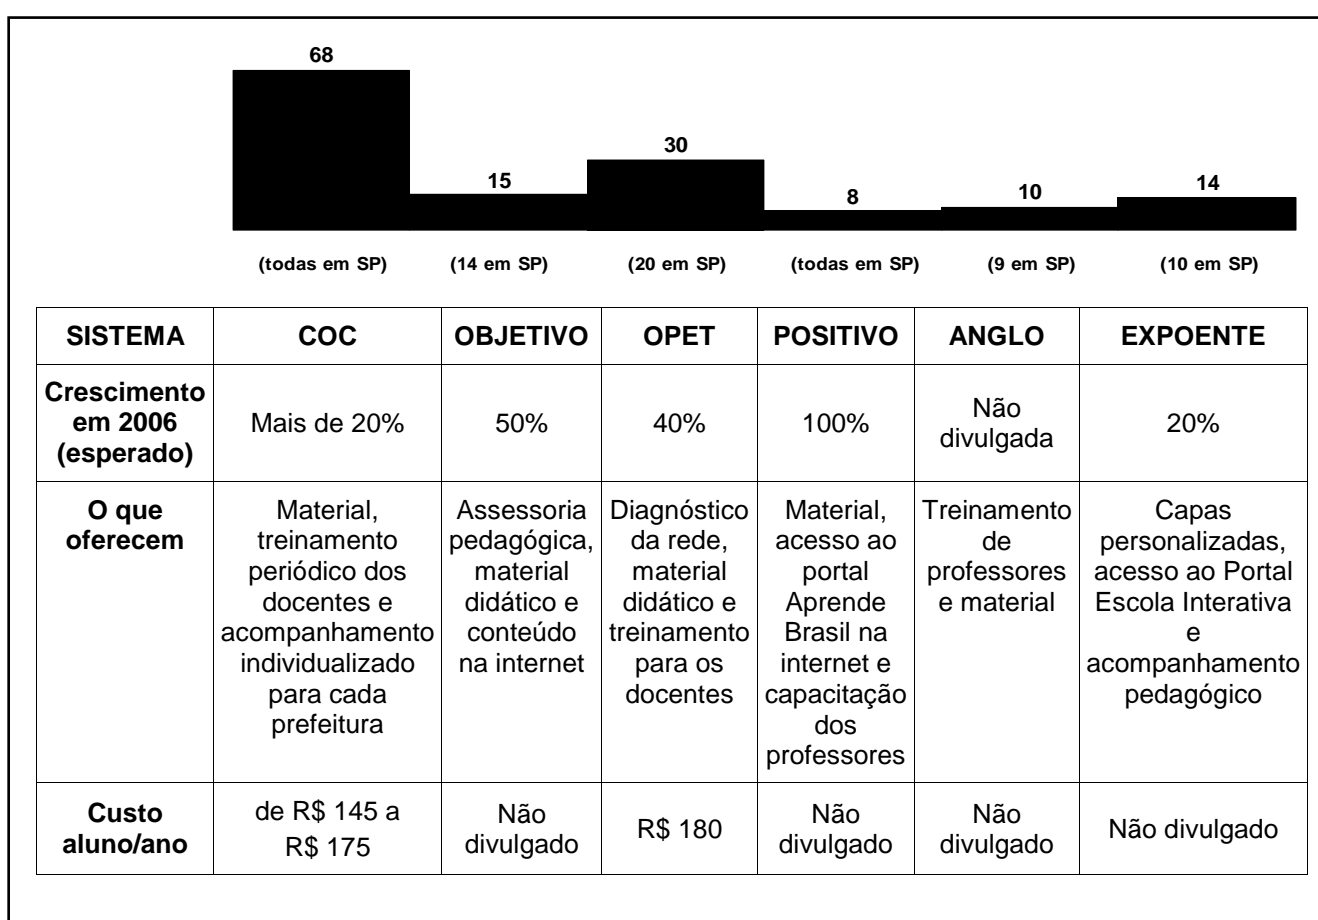 68
15
30
8
10
14
(todas em SP)
(14 em SP)
(20 em SP)
(todas em SP)
(9 em SP)
(10 em SP)
SISTEMA
COC
OBJETIVO
OPET
POSITIVO
ANGLO
EXPOENTE
Crescimento
em 2006
(esperado)
Mais de 20%
50%
40%
100%
Não
divulgada
20%
O que
oferecem
Material,
treinamento
periódico dos
docentes e
acompanhamento
individualizado
para cada
prefeitura
Assessoria
pedagógica,
material
didático e
conteúdo
na internet
Diagnóstico
da rede,
material
didático e
treinamento
para os
docentes
Material,
acesso ao
portal
Aprende
Brasil na
internet e
capacitação
dos
professores
Treinamento
de
professores
e material
Capas
personalizadas,
acesso ao Portal
Escola Interativa
e
acompanhamento
pedagógico
Custo
aluno/ano
de R$ 145 a
R$ 175
Não
divulgado
R$ 180
Não
divulgado
Não
divulgado
Não divulgado